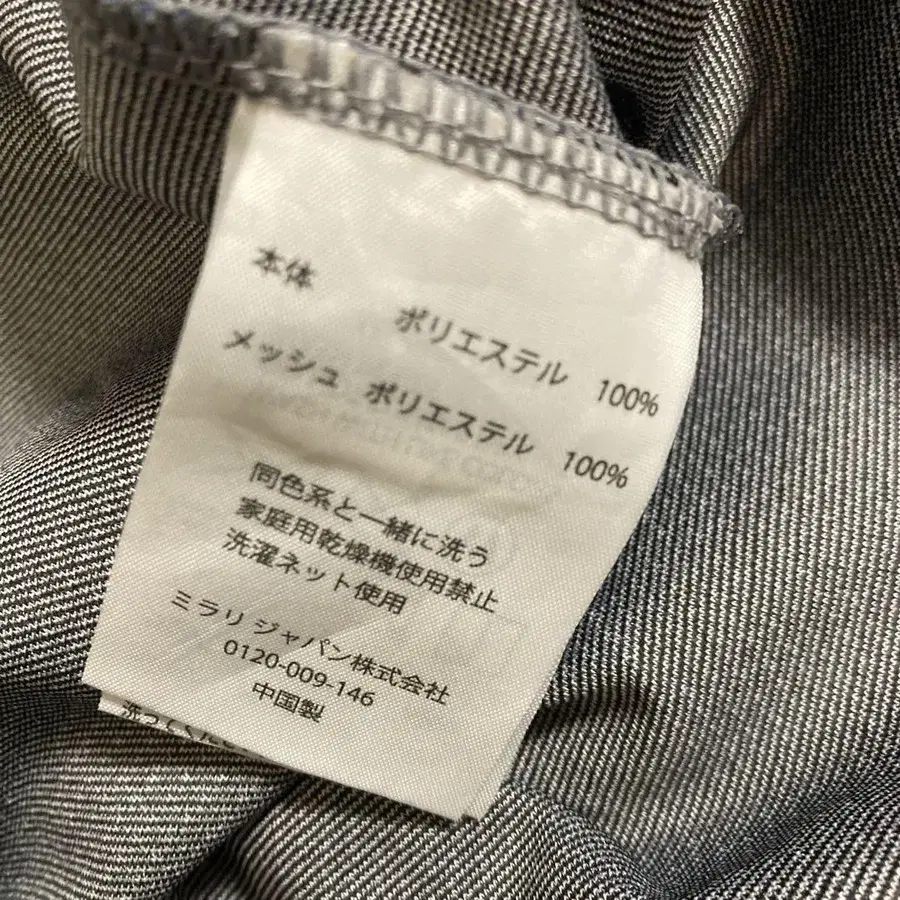 本体 ポリエステル 100%
メッシュ ポリエステル 100%
同色系と一緒に洗う
家庭用乾燥機使用禁止
洗濯ネット使用
ミラリ ジャパン株式会社
0120-009-146
中国製